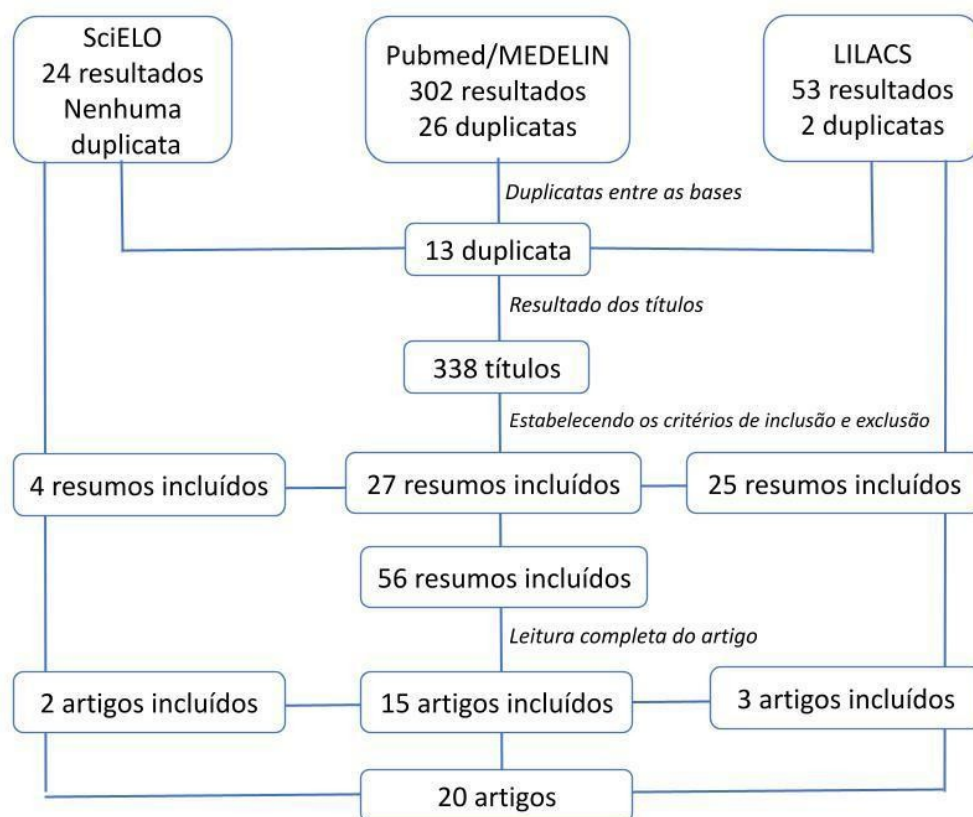 SciELO
24 resultados
Nenhuma
duplicata
Pubmed/MEDELIN
302 resultados
26 duplicatas
LILACS
53 resultados
2 duplicatas
Duplicatas entre as bases
13 duplicata
Resultado dos títulos
338 títulos
Estabelecendo os critérios de inclusão e exclusão
4 resumos incluídos
27 resumos incluídos
25 resumos incluídos
56 resumos incluídos
Leitura completa do artigo
2 artigos incluídos
15 artigos incluídos
3 artigos incluídos
20 artigos